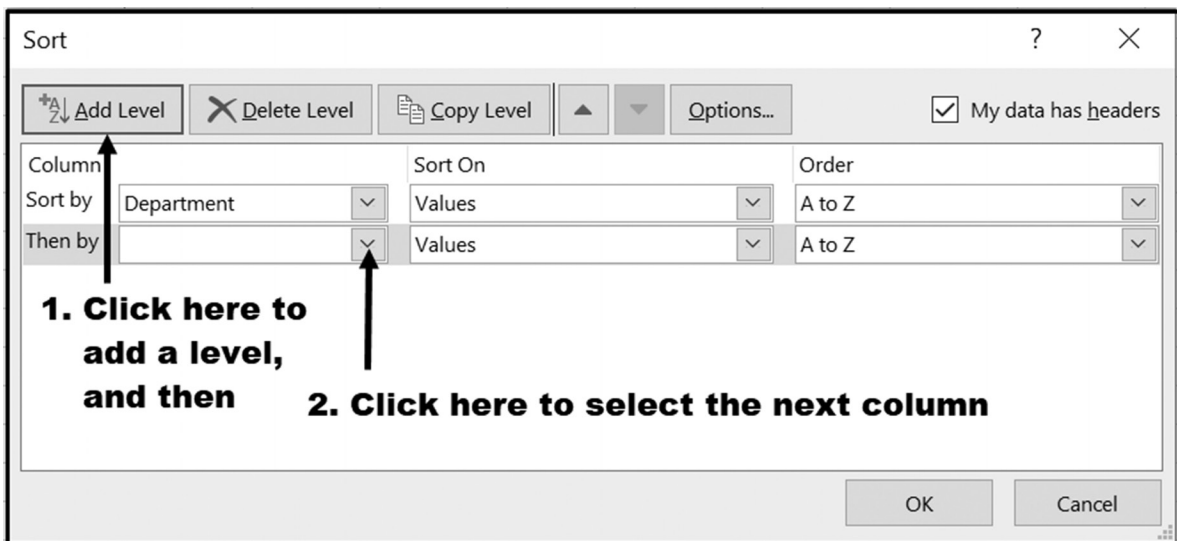 Sort ?
Add Level Delete Level Copy Level Options... My data has headers
Column Sort On Order
Sort by Department Values A to Z
Then by Values A to Z
1. Click here to
add a level,
and then
2. Click here to select the next column
OK Cancel